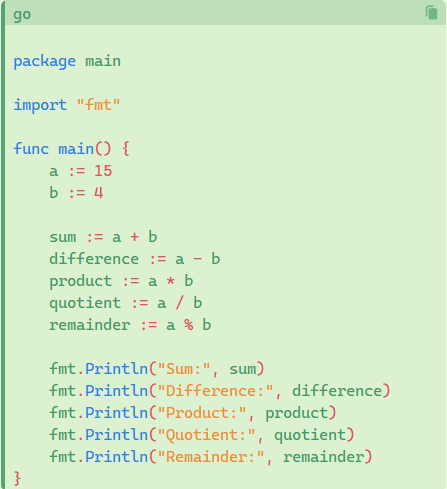 go
package main
import "fmt"
func main() {
    a := 15
    b := 4
    sum := a + b
    difference := a - b
    product := a * b
    quotient := a / b
    remainder := a % b
    fmt.Println("Sum:", sum)
    fmt.Println("Difference:", difference)
    fmt.Println("Product:", product)
    fmt.Println("Quotient:", quotient)
    fmt.Println("Remainder:", remainder)
}